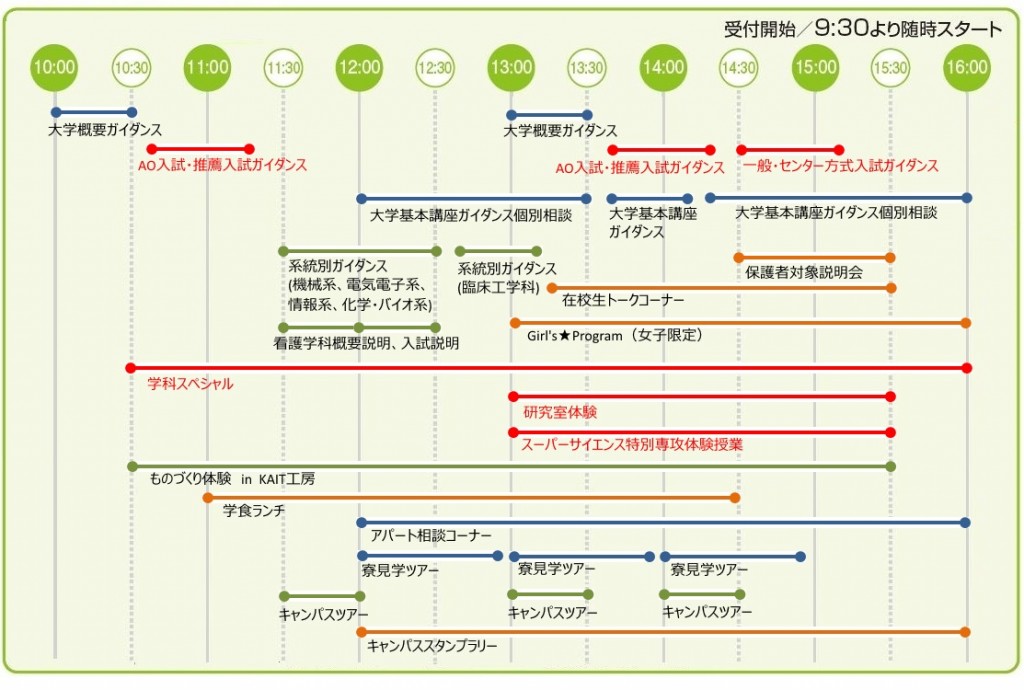 受付開始／9:30より随時スタート
10:00 10:30 11:00 11:30 12:00 12:30 13:00 13:30 14:00 14:30 15:00 15:30 16:00
大学概要ガイダンス
大学概要ガイダンス
AO入試・推薦入試ガイダンス
AO入試・推薦入試ガイダンス
一般・センター方式入試ガイダンス
大学基本講座ガイダンス個別相談
大学基本講座
ガイダンス
大学基本講座ガイダンス個別相談
系統別ガイダンス
(機械系、電気電子系、
情報系、化学・バイオ系)
系統別ガイダンス
(臨床工学科)
保護者対象説明会
在校生トークコーナー
Girl's★Program（女子限定）
看護学科概要説明、入試説明
学科スペシャル
研究室体験
スーパーサイエンス特別専攻体験授業
ものづくり体験 in KAIT工房
学食ランチ
アパート相談コーナー
寮見学ツアー
寮見学ツアー
寮見学ツアー
キャンパスツアー
キャンパスツアー
キャンパスツアー
キャンパススタンプラリー